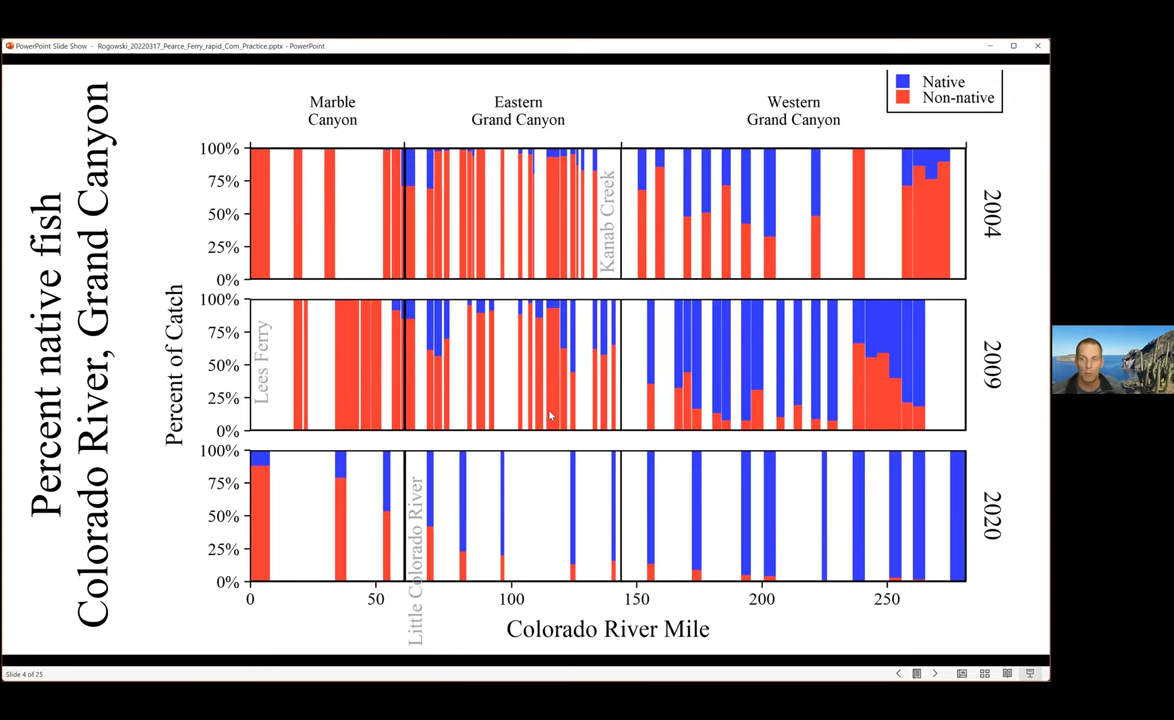 PowerPoint Slide Show - Rogowski_20220317_Pearce_Ferry_rapid_Com_Practice.pptx - PowerPoint
Percent native fish
Colorado River, Grand Canyon
Native
Non-native
Marble
Canyon
Eastern
Grand Canyon
Western
Grand Canyon
Percent of Catch
100%
75%
50%
25%
0%
Kanab Creek
2004
100%
75%
50%
25%
0%
Lees Ferry
2009
100%
75%
50%
25%
0%
Little Colorado River
2020
0 50 100 150 200 250
Colorado River Mile
Slide 4 of 25